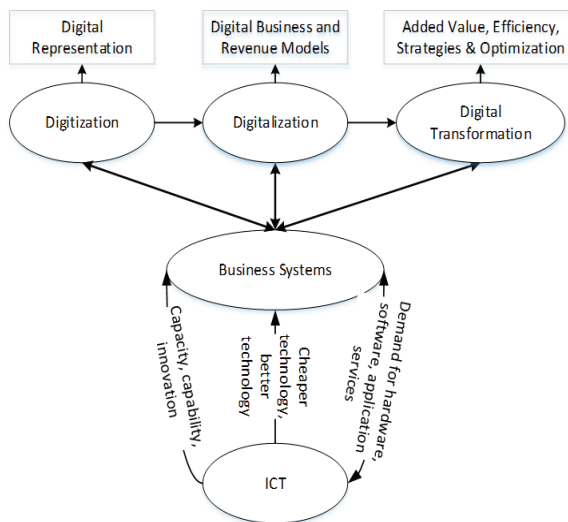 Digital
Representation
Digital Business and
Revenue Models
Added Value, Efficiency,
Strategies & Optimization
Digitization
Digitalization
Digital
Transformation
Business Systems
Capacity, capability,
innovation
Cheaper
technology,
better
technology
Demand for hardware,
software, application
services
ICT